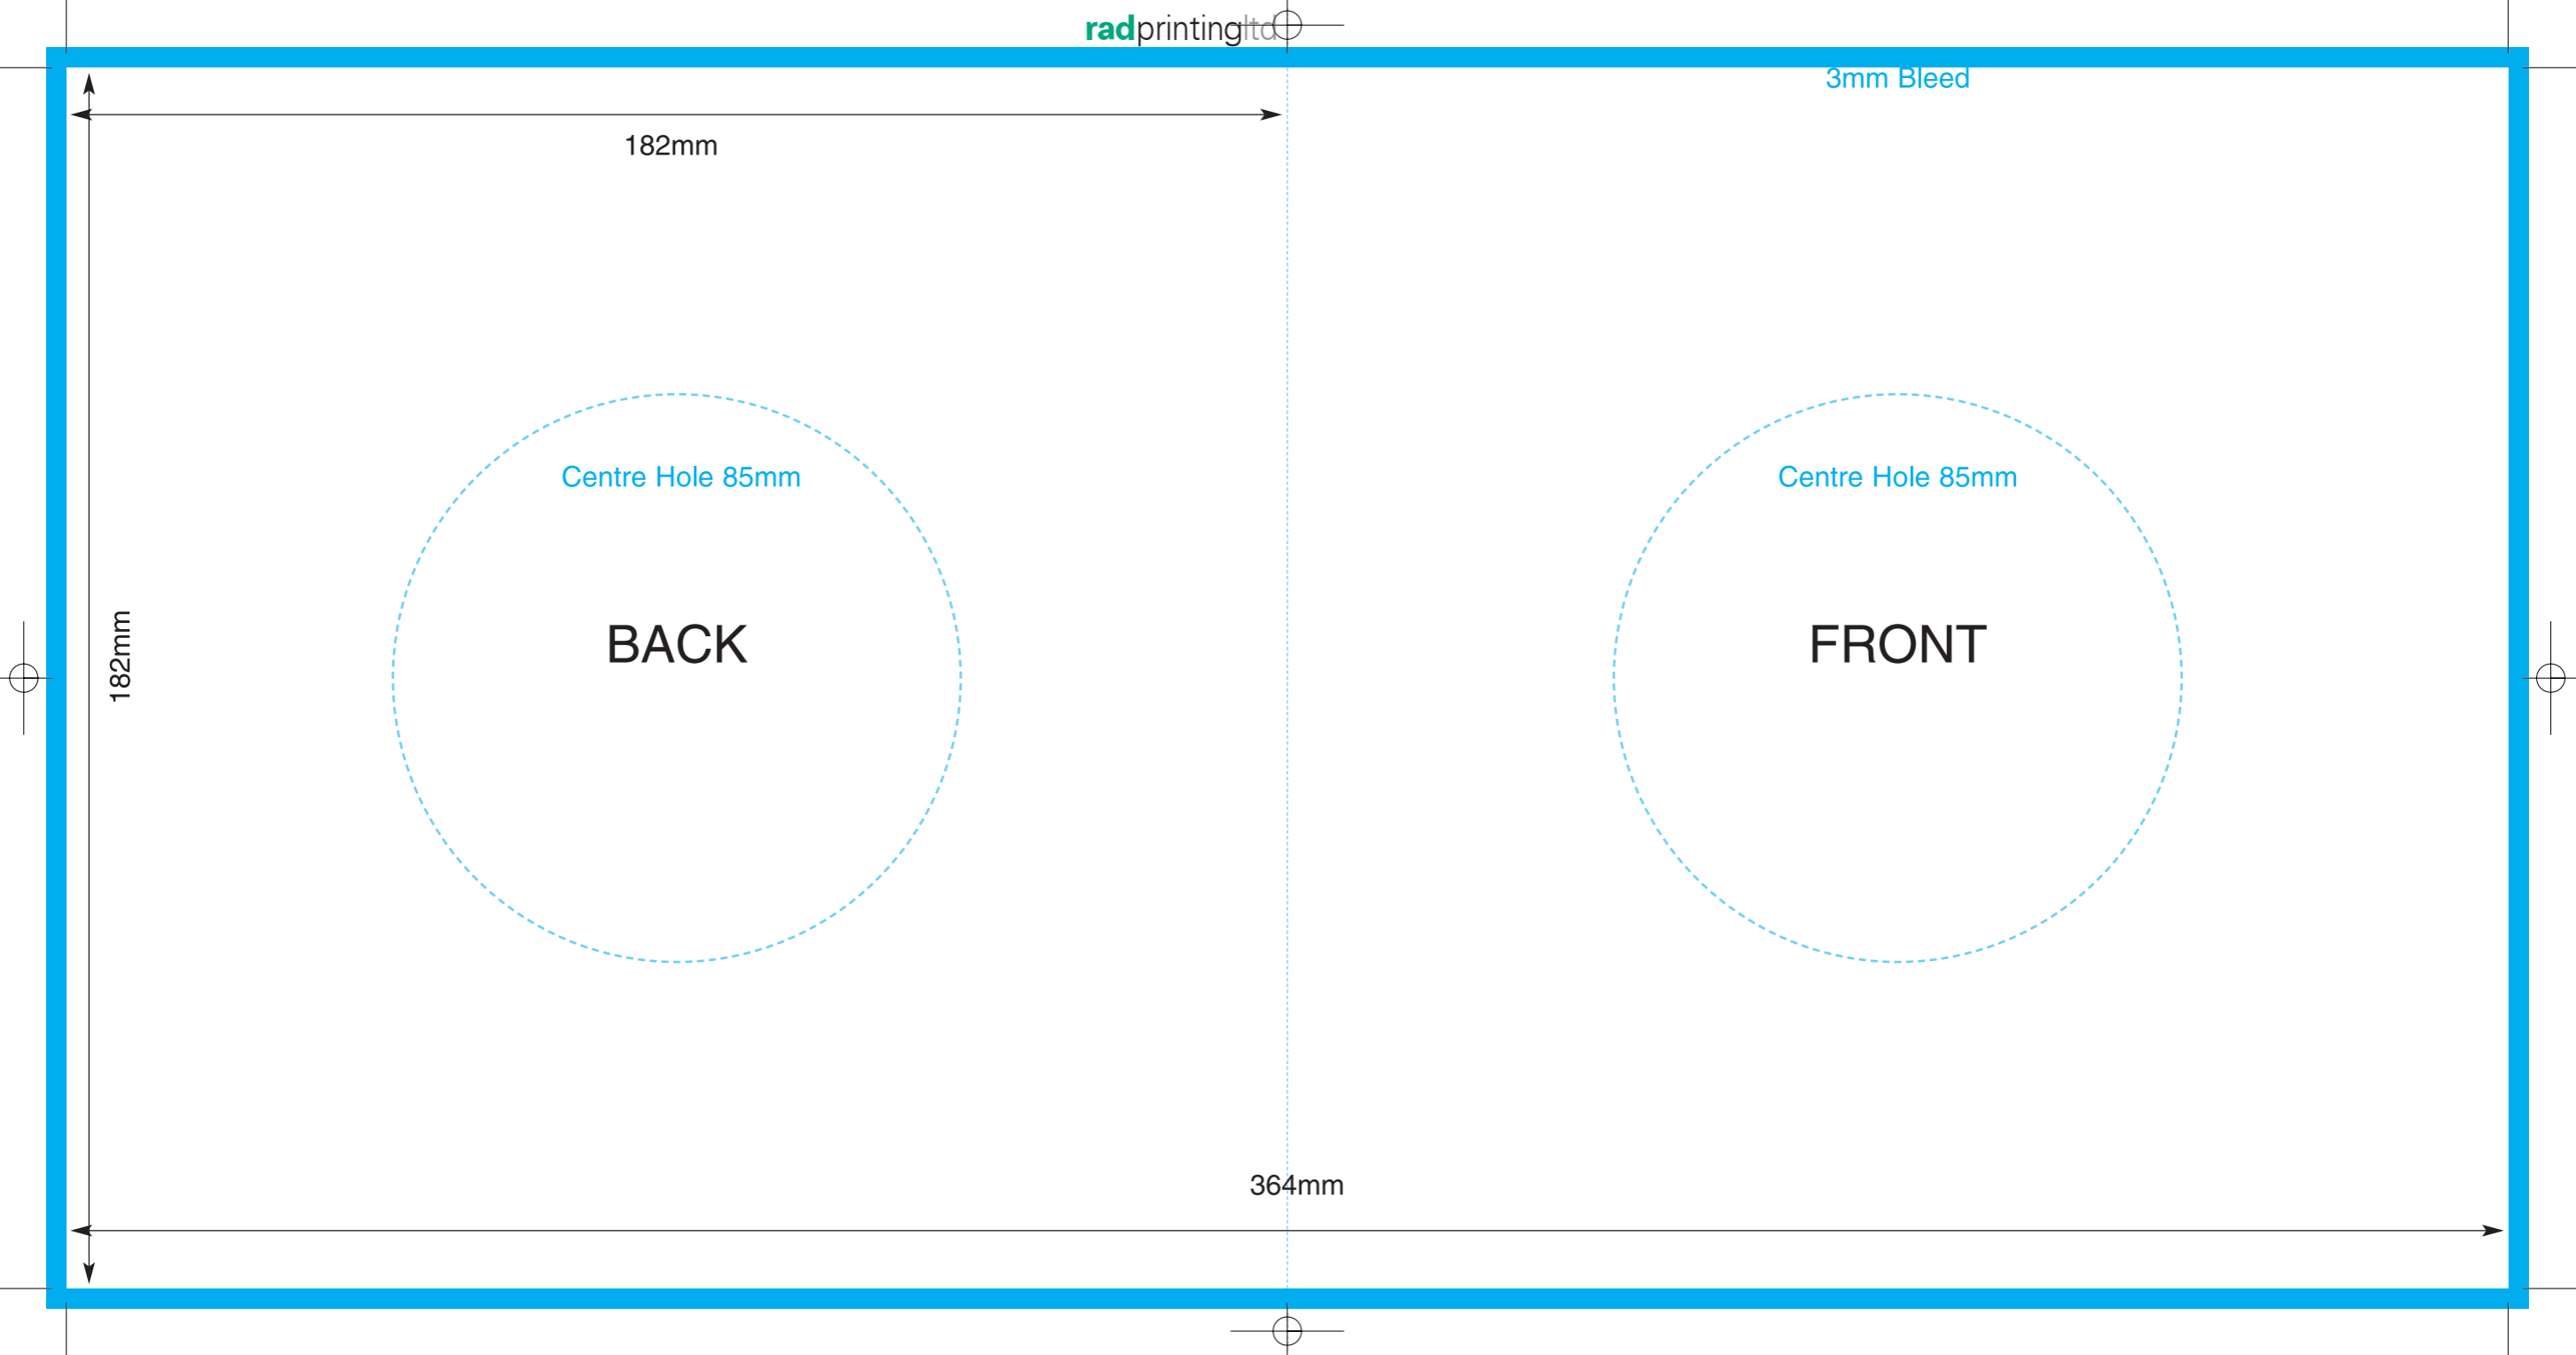 radprintingltd
3mm Bleed
182mm
Centre Hole 85mm
Centre Hole 85mm
BACK
FRONT
182mm
364mm